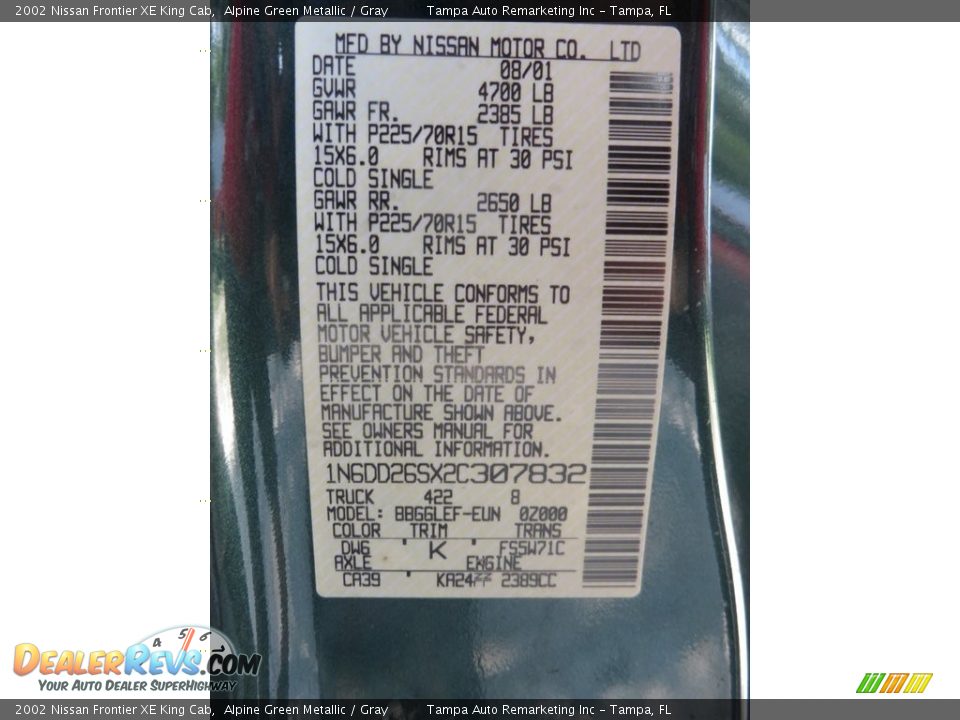 2002 Nissan Frontier XE King Cab, Alpine Green Metallic / Gray Tampa Auto Remarketing Inc - Tampa, FL
MFD BY NISSAN MOTOR CO. LTD
DATE 08/01
GVWR 4700 LB
GAWR FR. 2385 LB
WITH P225/70R15 TIRES
15X6.0 RIMS AT 30 PSI
COLD SINGLE
GAWR RR. 2650 LB
WITH P225/70R15 TIRES
15X6.0 RIMS AT 30 PSI
COLD SINGLE
THIS VEHICLE CONFORMS TO
ALL APPLICABLE FEDERAL
MOTOR VEHICLE SAFETY,
BUMPER AND THEFT
PREVENTION STANDARDS IN
EFFECT ON THE DATE OF
MANUFACTURE SHOWN ABOVE.
SEE OWNERS MANUAL FOR
ADDITIONAL INFORMATION.
1N6DD26SX2C307832
TRUCK 422 8
MODEL: BBGGLEF-EUN 0Z000
COLOR TRIM TRANS
DW6 K FS5W71C
AXLE ENGINE
CA39 2389CC
4 5 6
DEALERREVS.COM
YOUR AUTO DEALER SUPERHIGHWAY
2002 Nissan Frontier XE King Cab, Alpine Green Metallic / Gray Tampa Auto Remarketing Inc - Tampa, FL